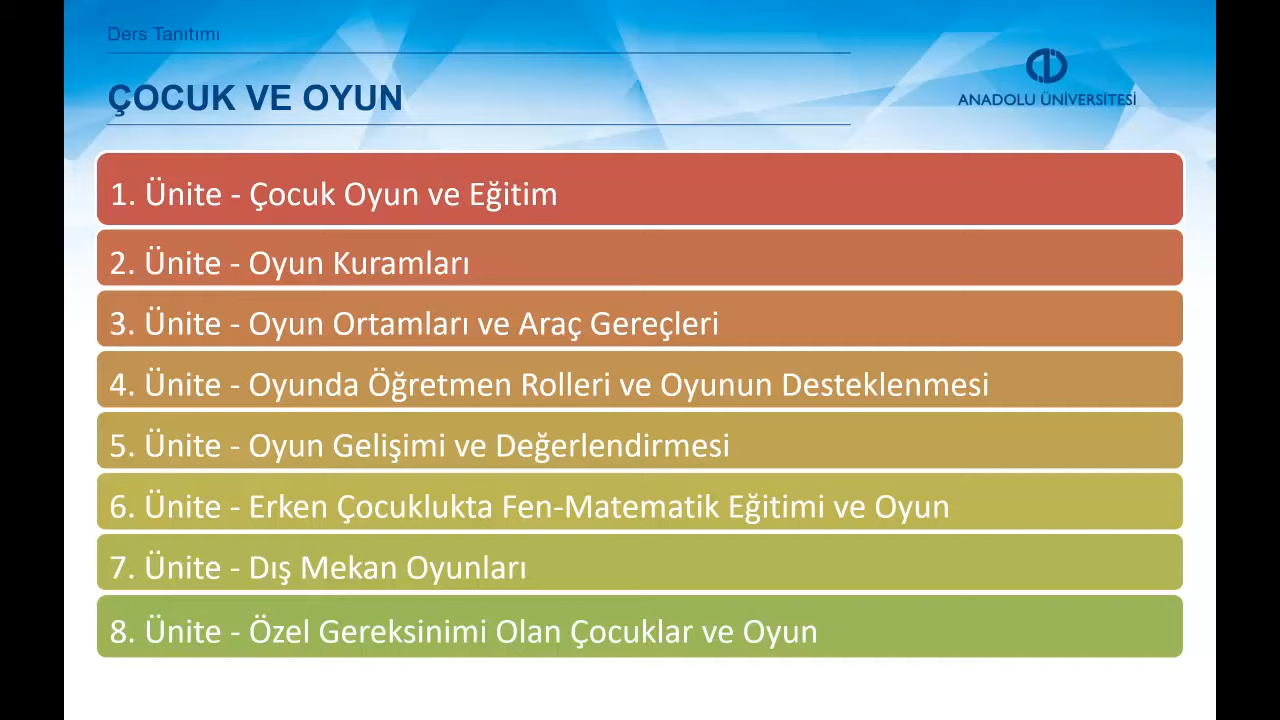 Ders Tanıtımı
ÇOCUK VE OYUN
ANADOLU ÜNİVERSİTESİ
1. Ünite - Çocuk Oyun ve Eğitim
2. Ünite - Oyun Kuramları
3. Ünite - Oyun Ortamları ve Araç Gereçleri
4. Ünite - Oyunda Öğretmen Rolleri ve Oyunun Desteklenmesi
5. Ünite - Oyun Gelişimi ve Değerlendirmesi
6. Ünite - Erken Çocuklukta Fen-Matematik Eğitimi ve Oyun
7. Ünite - Dış Mekan Oyunları
8. Ünite - Özel Gereksinimi Olan Çocuklar ve Oyun